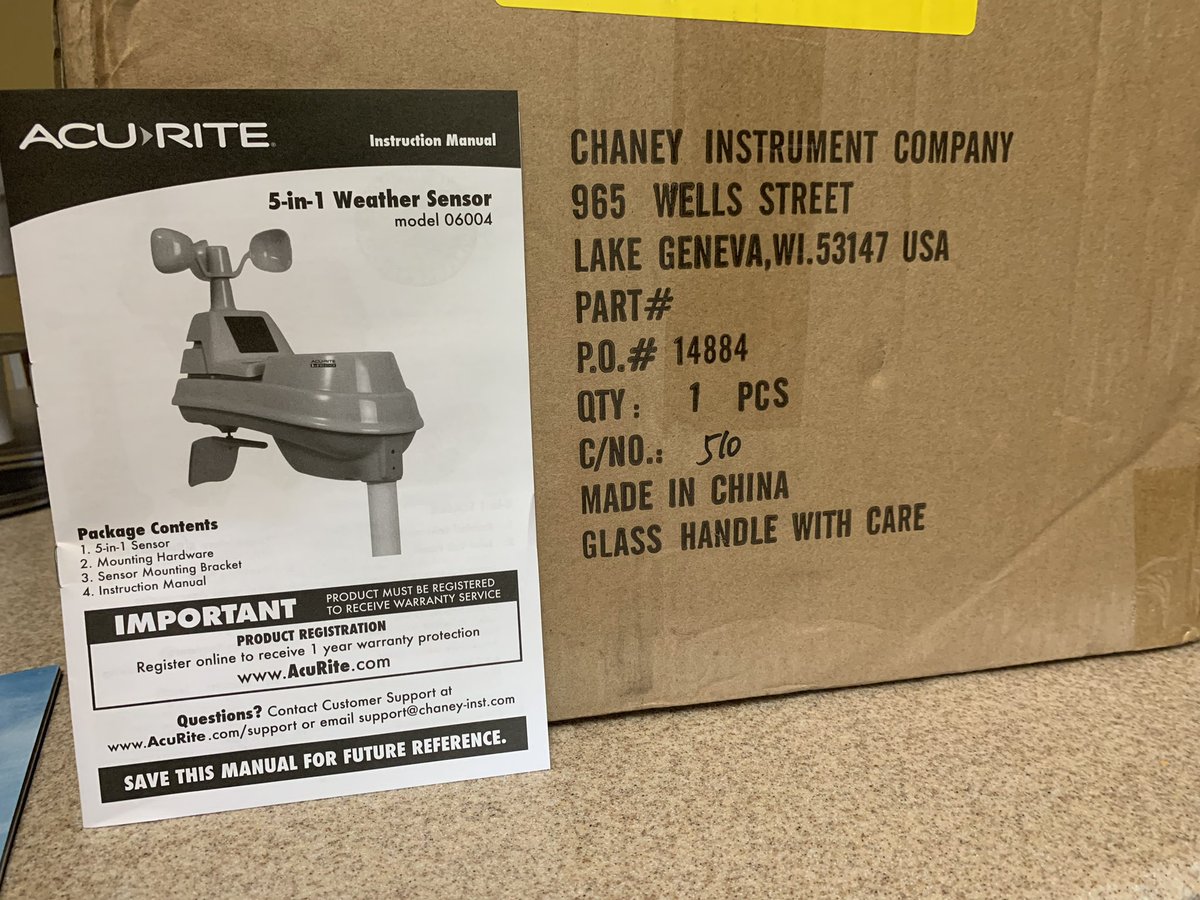 ACU>RITE
Instruction Manual
5-in-1 Weather Sensor
model 06004
Package Contents
1. 5-in-1 Sensor
2. Mounting Hardware
3. Sensor Mounting Bracket
4. Instruction Manual
IMPORTANT
PRODUCT MUST BE REGISTERED
TO RECEIVE WARRANTY SERVICE
PRODUCT REGISTRATION
Register online to receive 1 year warranty protection
www.AcuRite.com
Questions? Contact Customer Support at
www.AcuRite.com/support or email support@chaney-inst.com
SAVE THIS MANUAL FOR FUTURE REFERENCE.
CHANEY INSTRUMENT COMPANY
965 WELLS STREET
LAKE GENEVA,WI.53147 USA
PART#
P.O.# 14884
QTY: 1 PCS
C/NO.: 510
MADE IN CHINA
GLASS HANDLE WITH CARE